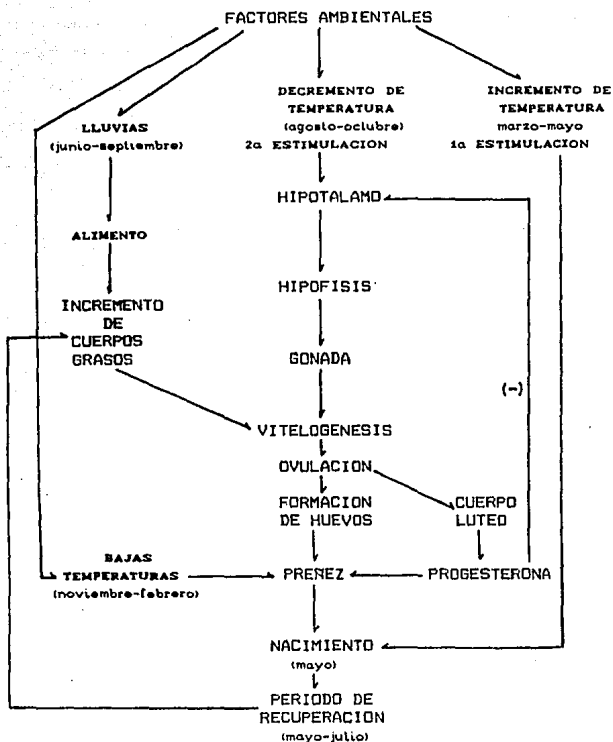 FACTORES AMBIENTALES
DECREMENTO DE
TEMPERATURA
(agosto-octubre)
2a ESTIMULACION
INCREMENTO DE
TEMPERATURA
marzo-mayo
1a ESTIMULACION
LLUVIAS
(junio-septiembre)
HIPOTALAMO
ALIMENTO
HIPOFISIS
INCREMENTO
DE
CUERPOS
GRASOS
GONADA
(-)
VITELOGENESIS
OVULACION
FORMACION
DE HUEVOS
CUERPO
LUTEO
BAJAS
TEMPERATURAS
(noviembre-febrero)
PREÑEZ
PROGESTERONA
NACIMIENTO
(mayo)
PERIODO DE
RECUPERACION
(mayo-julio)